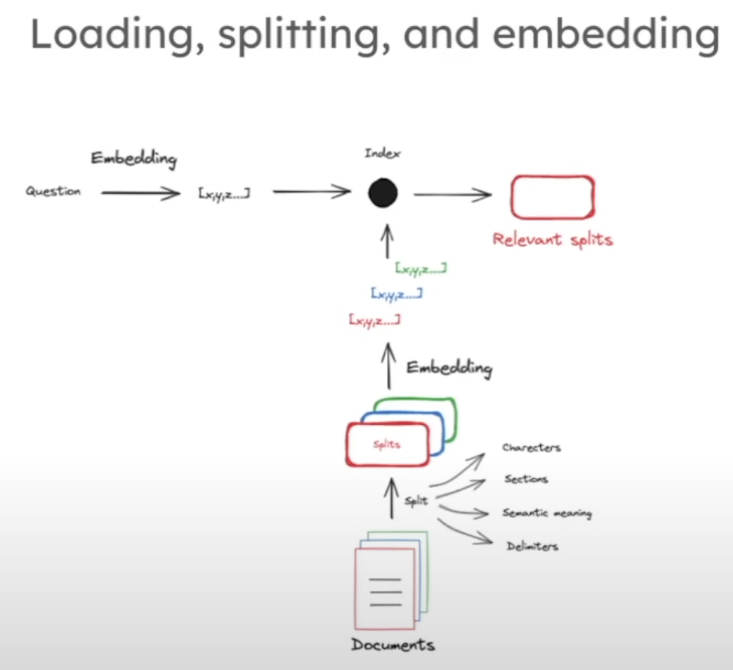 Loading, splitting, and embedding
Index
Embedding
Question
[x,y,z...]
Relevant splits
[x,y,z...]
[x,y,z...]
[x,y,z...]
Embedding
Splits
Charecters
Split
Sections
Semantic meaning
Delimiters
Documents